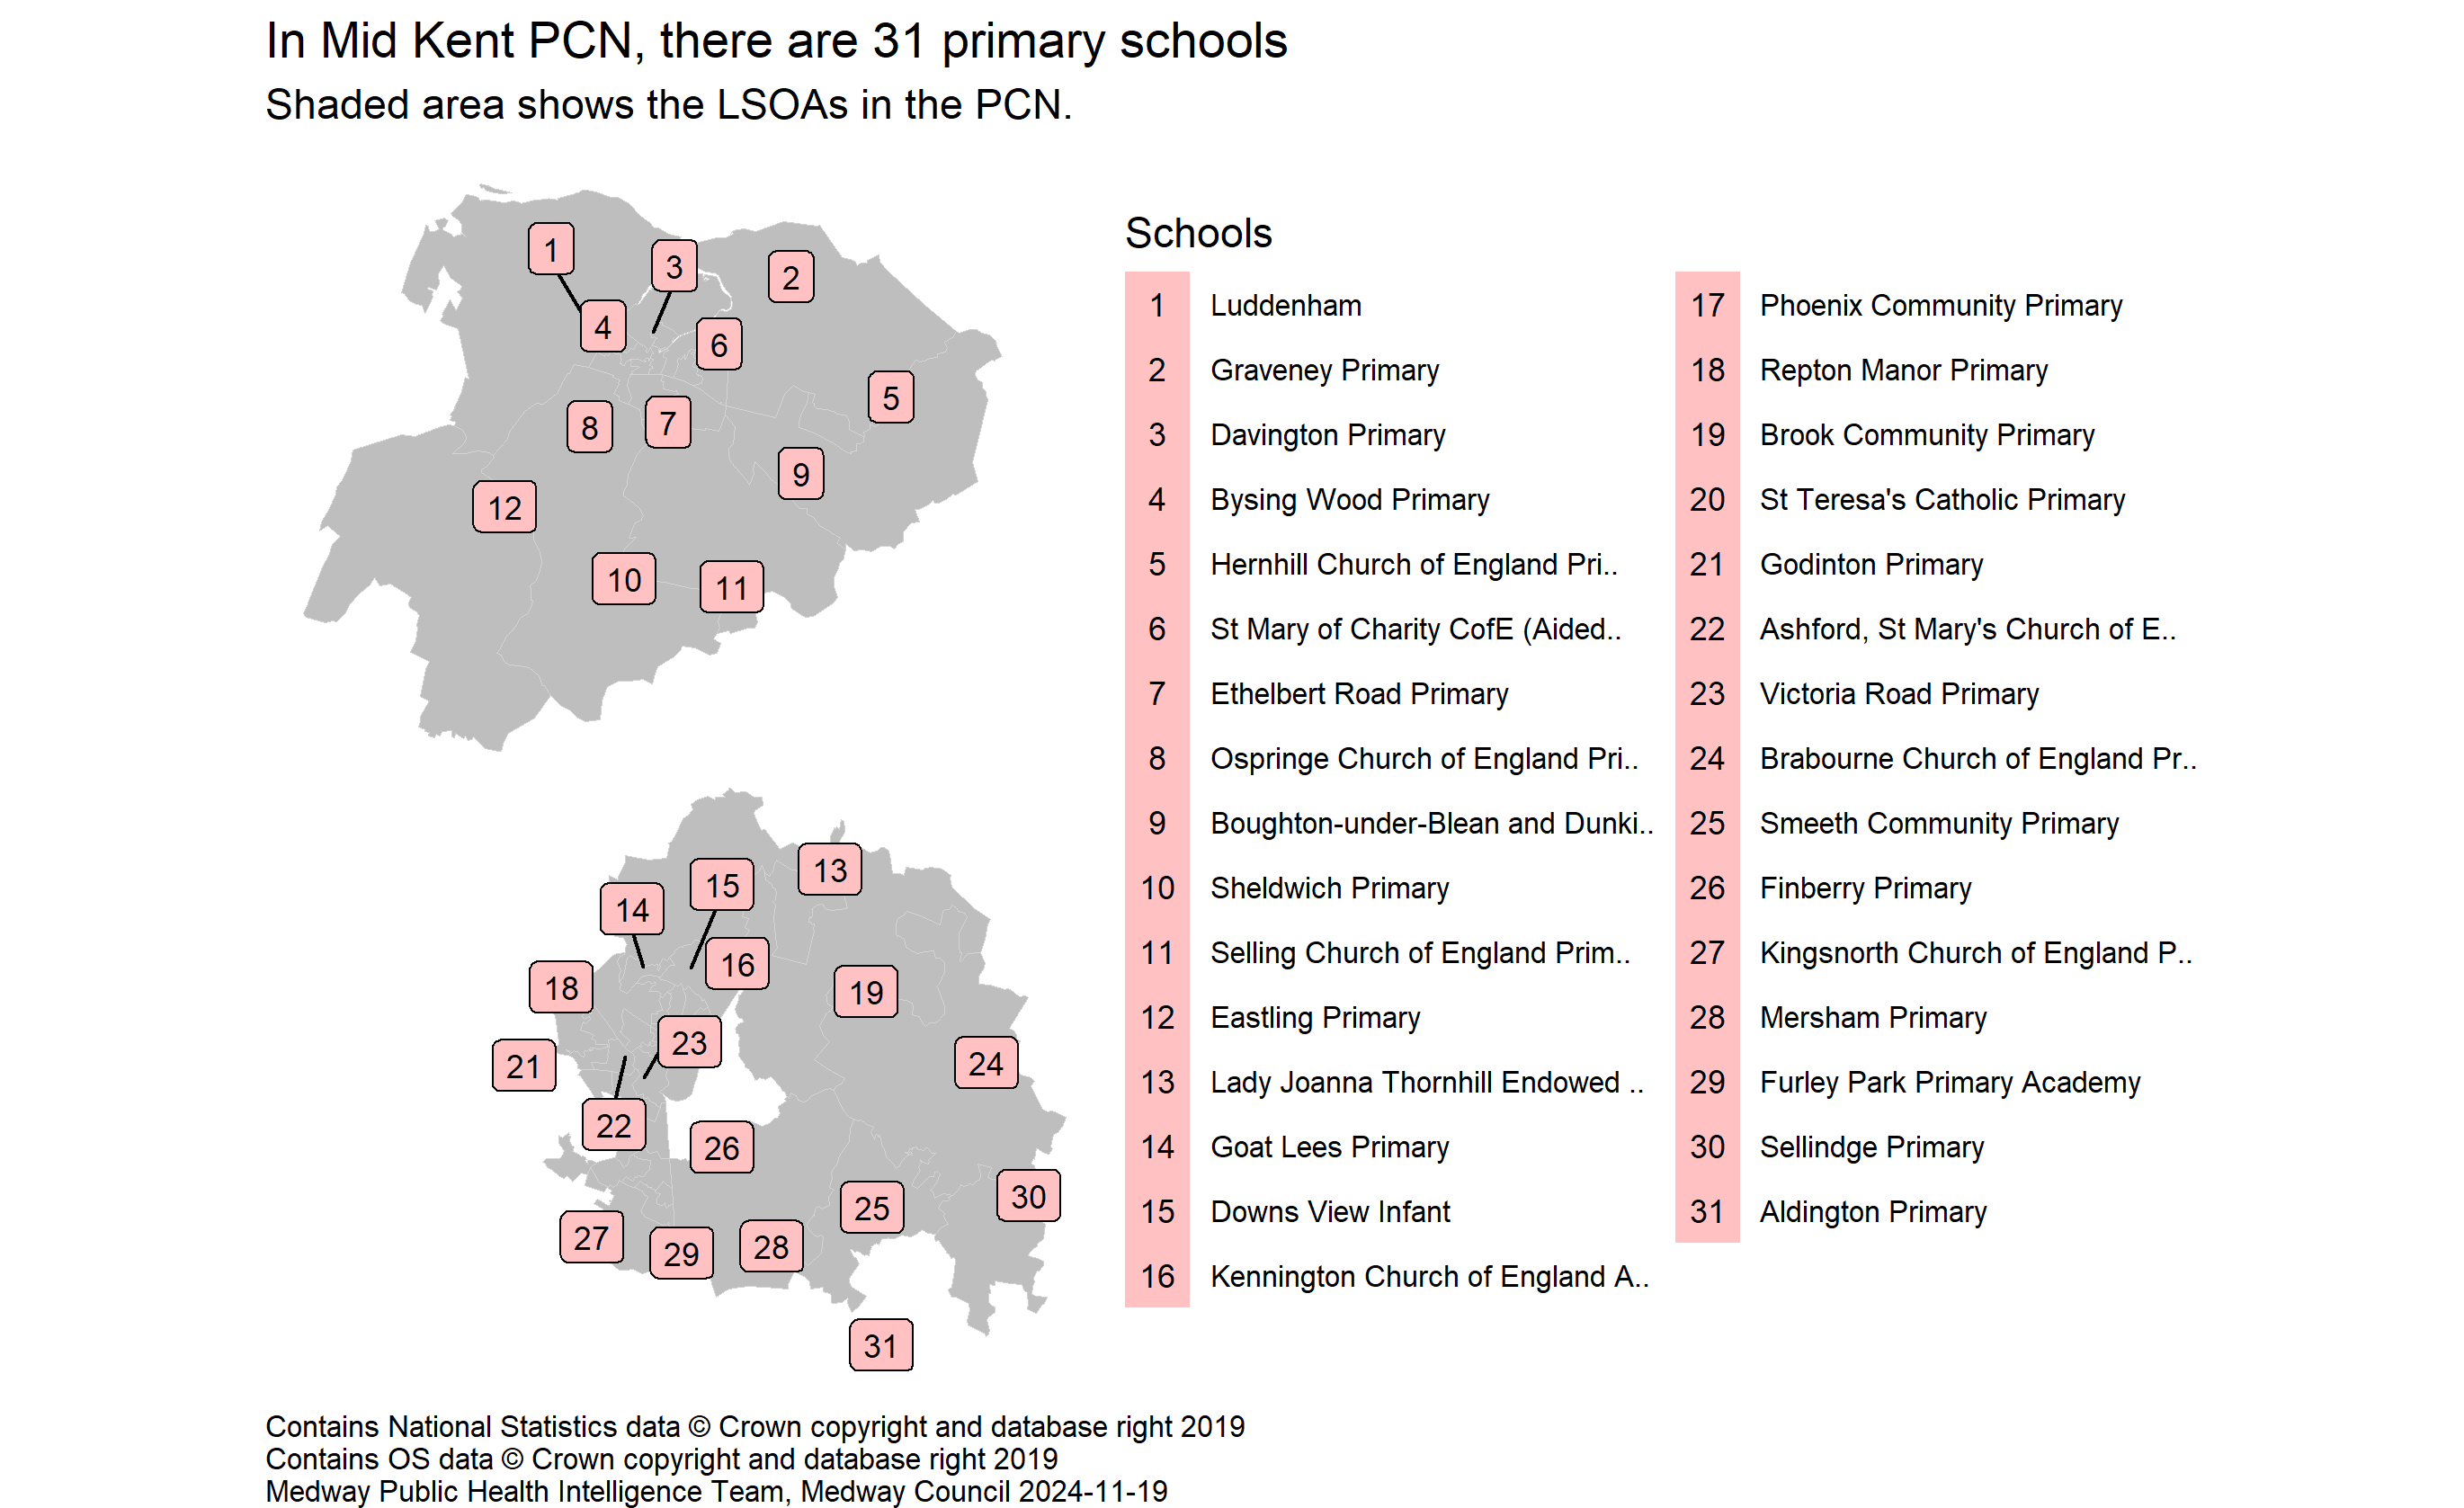 In Mid Kent PCN, there are 31 primary schools
Shaded area shows the LSOAs in the PCN.
1
3
2
4
6
5
8
7
9
12
10
11
13
15
14
16
18
19
23
21
24
22
26
30
25
27
28
29
31
Schools
1 Luddenham
2 Graveney Primary
3 Davington Primary
4 Bysing Wood Primary
5 Hernhill Church of England Pri..
6 St Mary of Charity CofE (Aided..
7 Ethelbert Road Primary
8 Ospringe Church of England Pri..
9 Boughton-under-Blean and Dunki..
10 Sheldwich Primary
11 Selling Church of England Prim..
12 Eastling Primary
13 Lady Joanna Thornhill Endowed ..
14 Goat Lees Primary
15 Downs View Infant
16 Kennington Church of England A..
17 Phoenix Community Primary
18 Repton Manor Primary
19 Brook Community Primary
20 St Teresa's Catholic Primary
21 Godinton Primary
22 Ashford, St Mary's Church of E..
23 Victoria Road Primary
24 Brabourne Church of England Pr..
25 Smeeth Community Primary
26 Finberry Primary
27 Kingsnorth Church of England P..
28 Mersham Primary
29 Furley Park Primary Academy
30 Sellindge Primary
31 Aldington Primary
Contains National Statistics data © Crown copyright and database right 2019
Contains OS data © Crown copyright and database right 2019
Medway Public Health Intelligence Team, Medway Council 2024-11-19